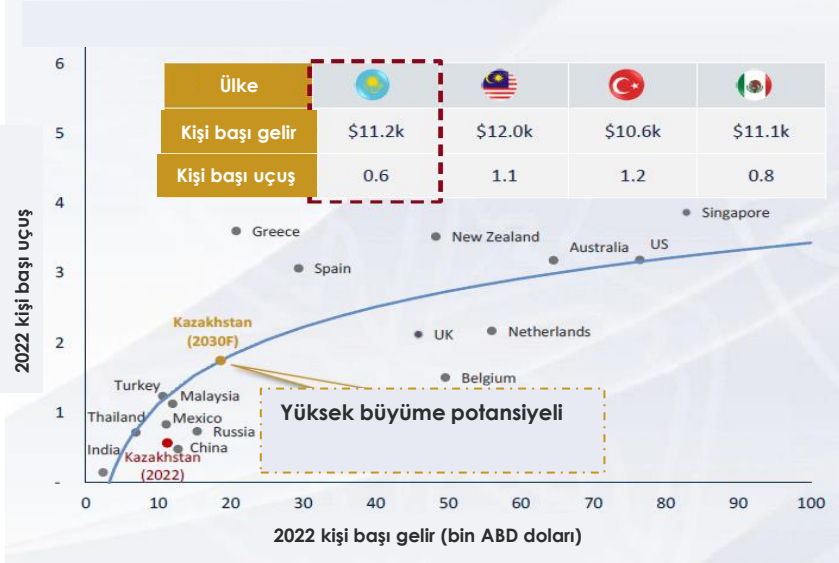 6
5
4
3
2
1
-
2022 kişi başı uçuş
Ülke
Kişi başı gelir $11.2k $12.0k $10.6k $11.1k
Kişi başı uçuş 0.6 1.1 1.2 0.8
Singapore
Greece
New Zealand
Australia
US
Spain
Kazakhstan
(2030F)
UK
Netherlands
Belgium
Turkey
Malaysia
Thailand
Mexico
Russia
India
China
Kazakhstan
(2022)
Yüksek büyüme potansiyeli
0 10 20 30 40 50 60 70 80 90 100
2022 kişi başı gelir (bin ABD doları)